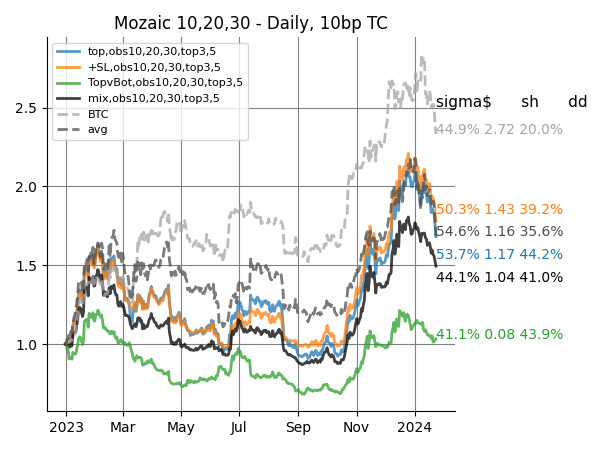 Mozaic 10,20,30 - Daily, 10bp TC
top,obs10,20,30,top3,5
+SL,obs10,20,30,top3,5
TopvBot,obs10,20,30,top3,5
mix,obs10,20,30,top3,5
BTC
avg
sigma$ sh dd
44.9% 2.72 20.0%
50.3% 1.43 39.2%
54.6% 1.16 35.6%
53.7% 1.17 44.2%
44.1% 1.04 41.0%
41.1% 0.08 43.9%
2.5
2.0
1.5
1.0
2023 Mar May Jul Sep Nov 2024